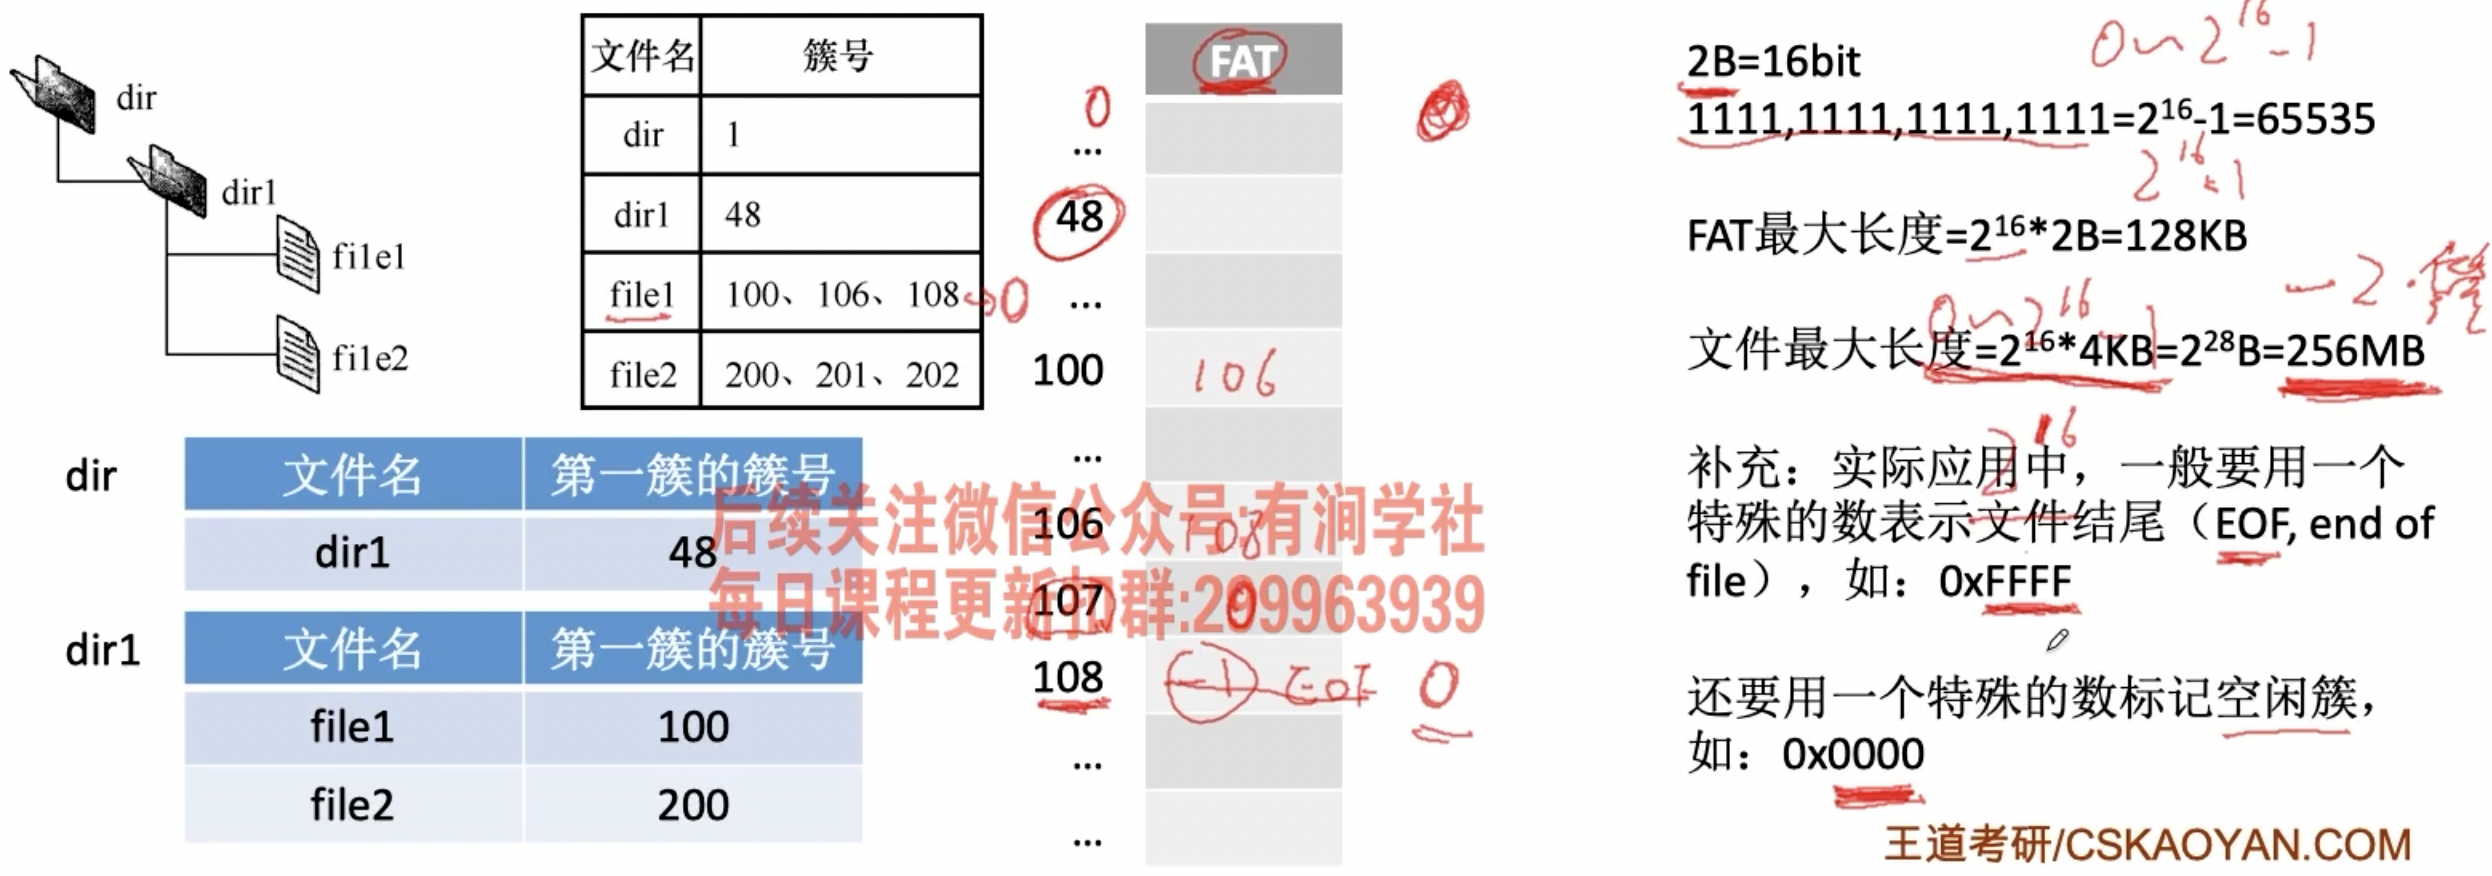 dir
dir1
file1
file2
文件名 簇号
dir 1
dir1 48
file1 100、106、108 →0
file2 200、201、202
dir
文件名 第一簇的簇号
dir1 48
dir1
文件名 第一簇的簇号
file1 100
file2 200
FAT
0
...
48
...
100 106
...
106 108
107 0
108 -1 EOF 0
...
...
后续关注微信公众号:有涧学社
每日课程更新扣群:299963939
0~2^16-1
2B=16bit
1111,1111,1111,1111=2^16-1=65535
2^16-1
FAT最大长度=2^16*2B=128KB
0~2^16-1 -2·簇
文件最大长度=2^16*4KB=2^28B=256MB
2^16
补充：实际应用中，一般要用一个
特殊的数表示文件结尾（EOF, end of
file），如：0xFFFF
还要用一个特殊的数标记空闲簇，
如：0x0000
王道考研/CSKAOYAN.COM